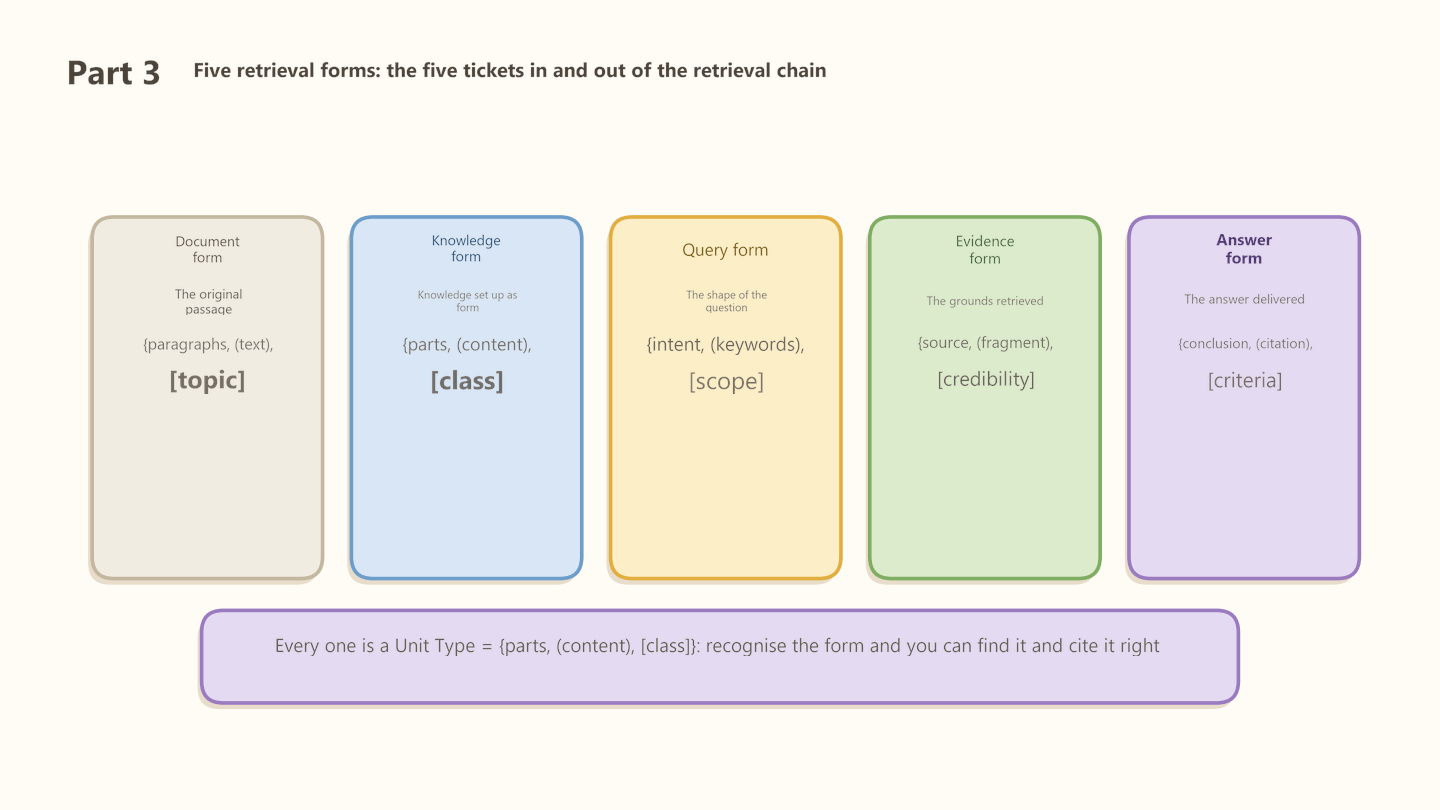 Part 3
Five retrieval forms: the five tickets in and out of the retrieval chain
Document
form
The original
passage
{paragraphs, (text),
[topic]
Knowledge
form
Knowledge set up as
form
{parts, (content),
[class]
Query form
The shape of the
question
{intent, (keywords),
[scope]
Evidence
form
The grounds retrieved
{source, (fragment),
[credibility]
Answer
form
The answer delivered
{conclusion, (citation),
[criteria]
Every one is a Unit Type = {parts, (content), [class]}: recognise the form and you can find it and cite it right